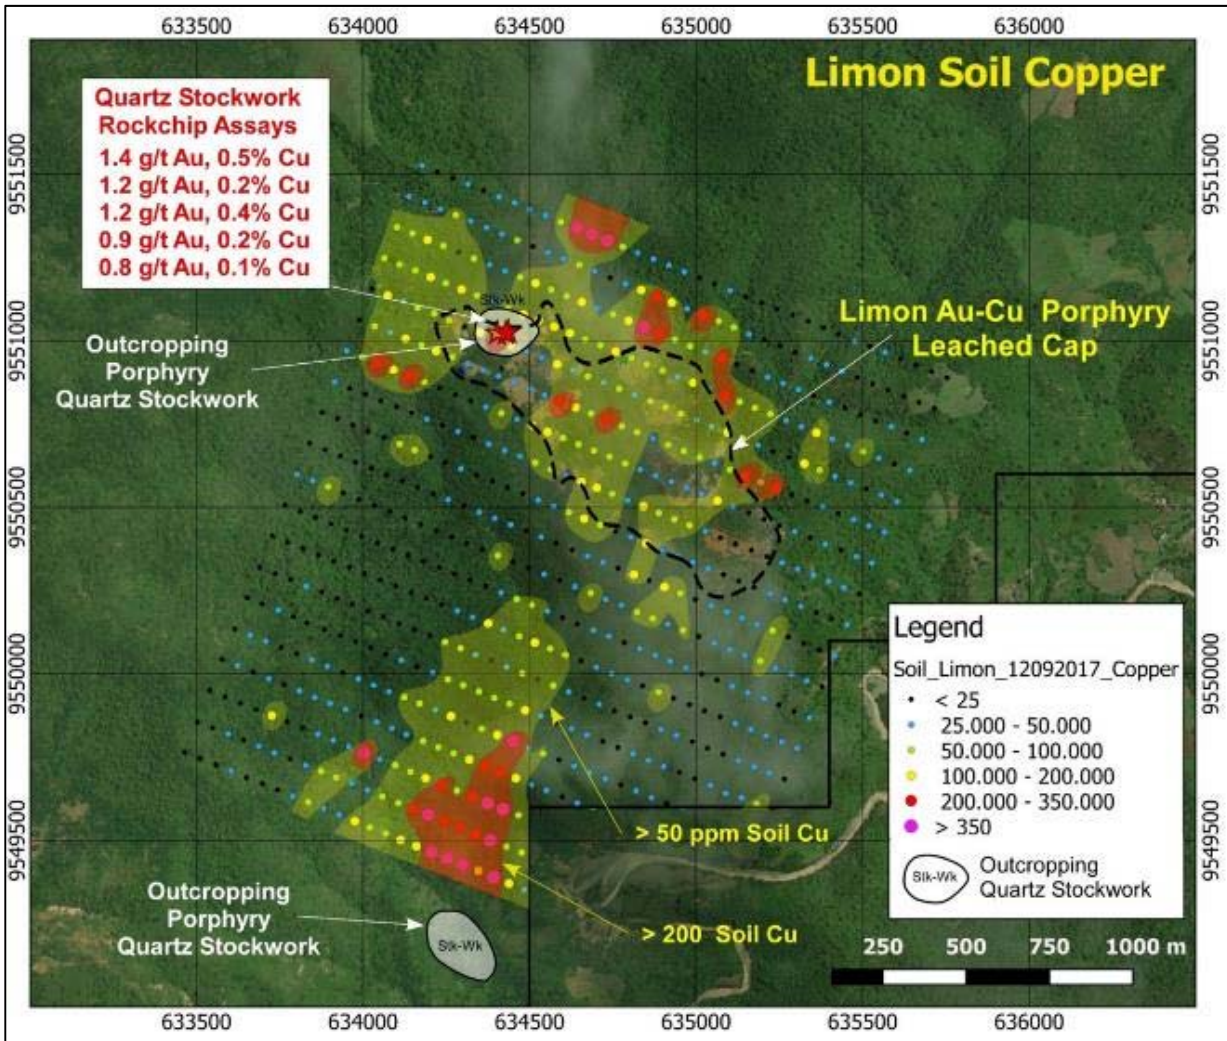 633500 634000 634500 635000 635500 636000
Limon Soil Copper
Quartz Stockwork
Rockchip Assays
1.4 g/t Au, 0.5% Cu
1.2 g/t Au, 0.2% Cu
1.2 g/t Au, 0.4% Cu
0.9 g/t Au, 0.2% Cu
0.8 g/t Au, 0.1% Cu
9551500
9551500
Stk-Wk
Limon Au-Cu Porphyry
Leached Cap
9551000
9551000
Outcropping
Porphyry
Quartz Stockwork
9550500
9550500
Legend
Soil_Limon_12092017_Copper
< 25
25.000 - 50.000
50.000 - 100.000
100.000 - 200.000
200.000 - 350.000
> 350
Stk-Wk
Outcropping
Quartz Stockwork
9550000
9550000
> 50 ppm Soil Cu
9549500
9549500
Outcropping
Porphyry
Quartz Stockwork
Stk-Wk
> 200 Soil Cu
250 500 750 1000 m
633500 634000 634500 635000 635500 636000